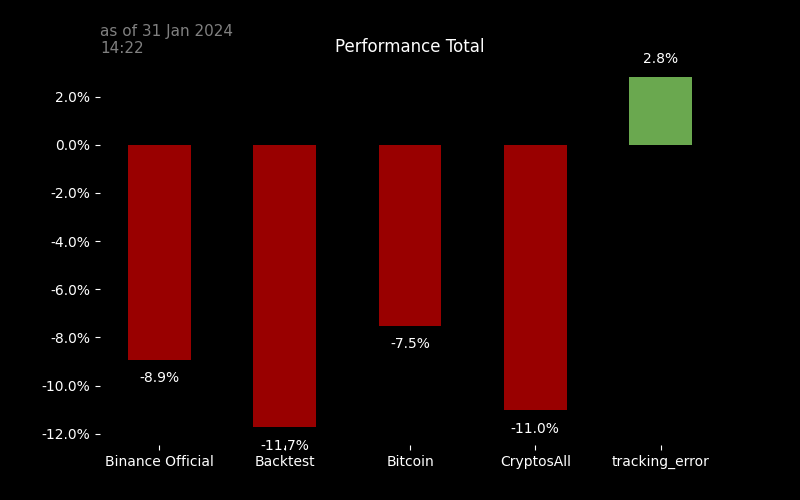 as of 31 Jan 2024
14:22
Performance Total
2.8%
2.0%
0.0%
-2.0%
-4.0%
-6.0%
-8.0%
-10.0%
-12.0%
-8.9%
-11.7%
-7.5%
-11.0%
Binance Official
Backtest
Bitcoin
CryptosAll
tracking_error